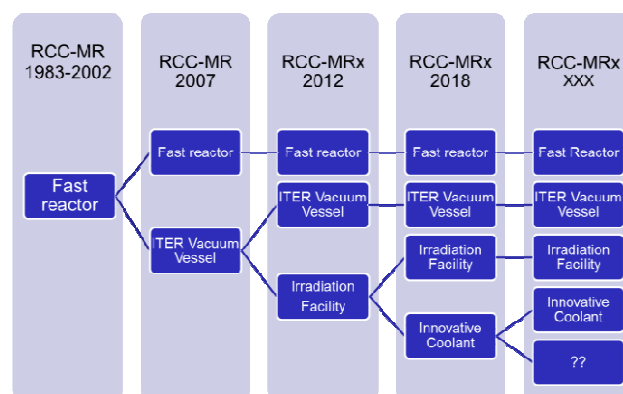 RCC-MR
1983-2002
Fast
reactor
RCC-MR
2007
Fast reactor
ITER Vacuum
Vessel
RCC-MRx
2012
Fast reactor
ITER Vacuum
Vessel
Irradiation
Facility
RCC-MRx
2018
Fast reactor
ITER Vacuum
Vessel
Irradiation
Facility
Innovative
Coolant
RCC-MRx
XXX
Fast Reactor
ITER Vacuum
Vessel
Irradiation
Facility
Innovative
Coolant
??